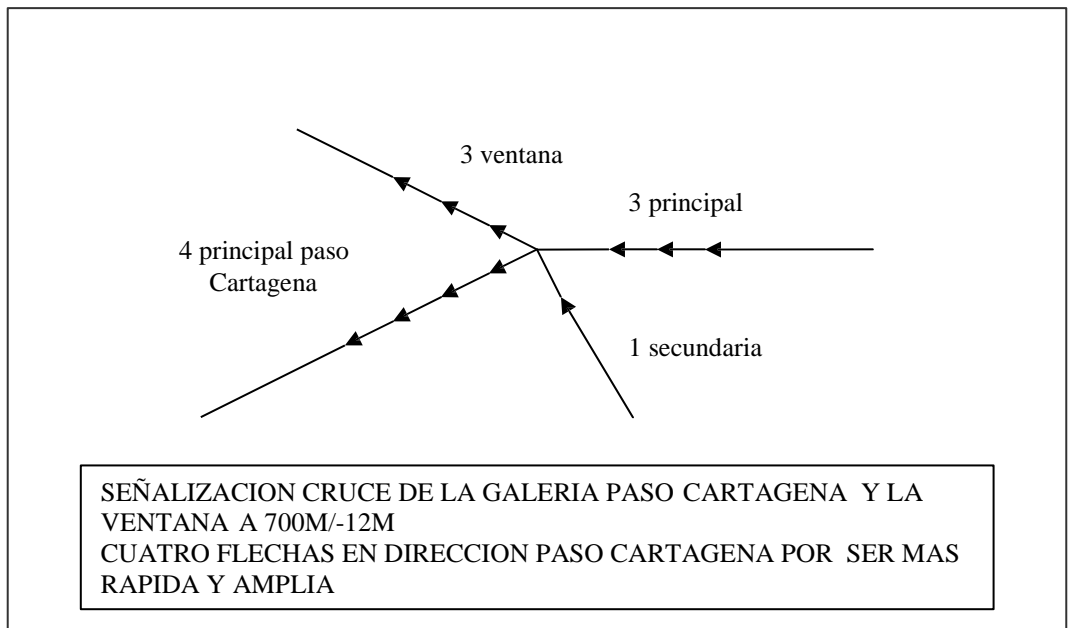 3 ventana
3 principal
4 principal paso
Cartagena
1 secundaria
SEÑALIZACION CRUCE DE LA GALERIA PASO CARTAGENA Y LA
VENTANA A 700M/-12M
CUATRO FLECHAS EN DIRECCION PASO CARTAGENA POR SER MAS
RAPIDA Y AMPLIA